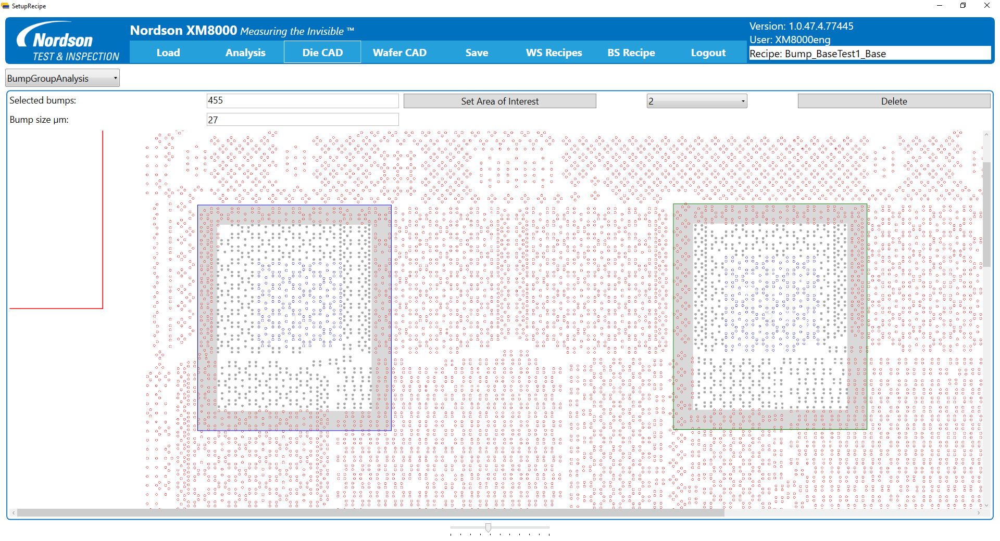 SetupRecipe
Nordson
TEST & INSPECTION
Nordson XM8000 Measuring the Invisible ™
Version: 1.0.47.4.77445
User: XM8000eng
Recipe: Bump_BaseTest1_Base
Load Analysis Die CAD Wafer CAD Save WS Recipes BS Recipe Logout
BumpGroupAnalysis
Selected bumps: 455 Set Area of Interest 2 Delete
Bump size µm: 27